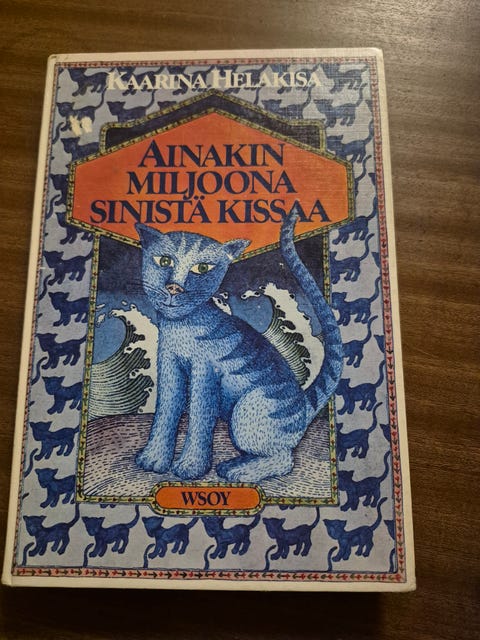 KAARINA HELAKISA
AINAKIN
MILJOONA
SINISTÄ KISSAA
WSOY